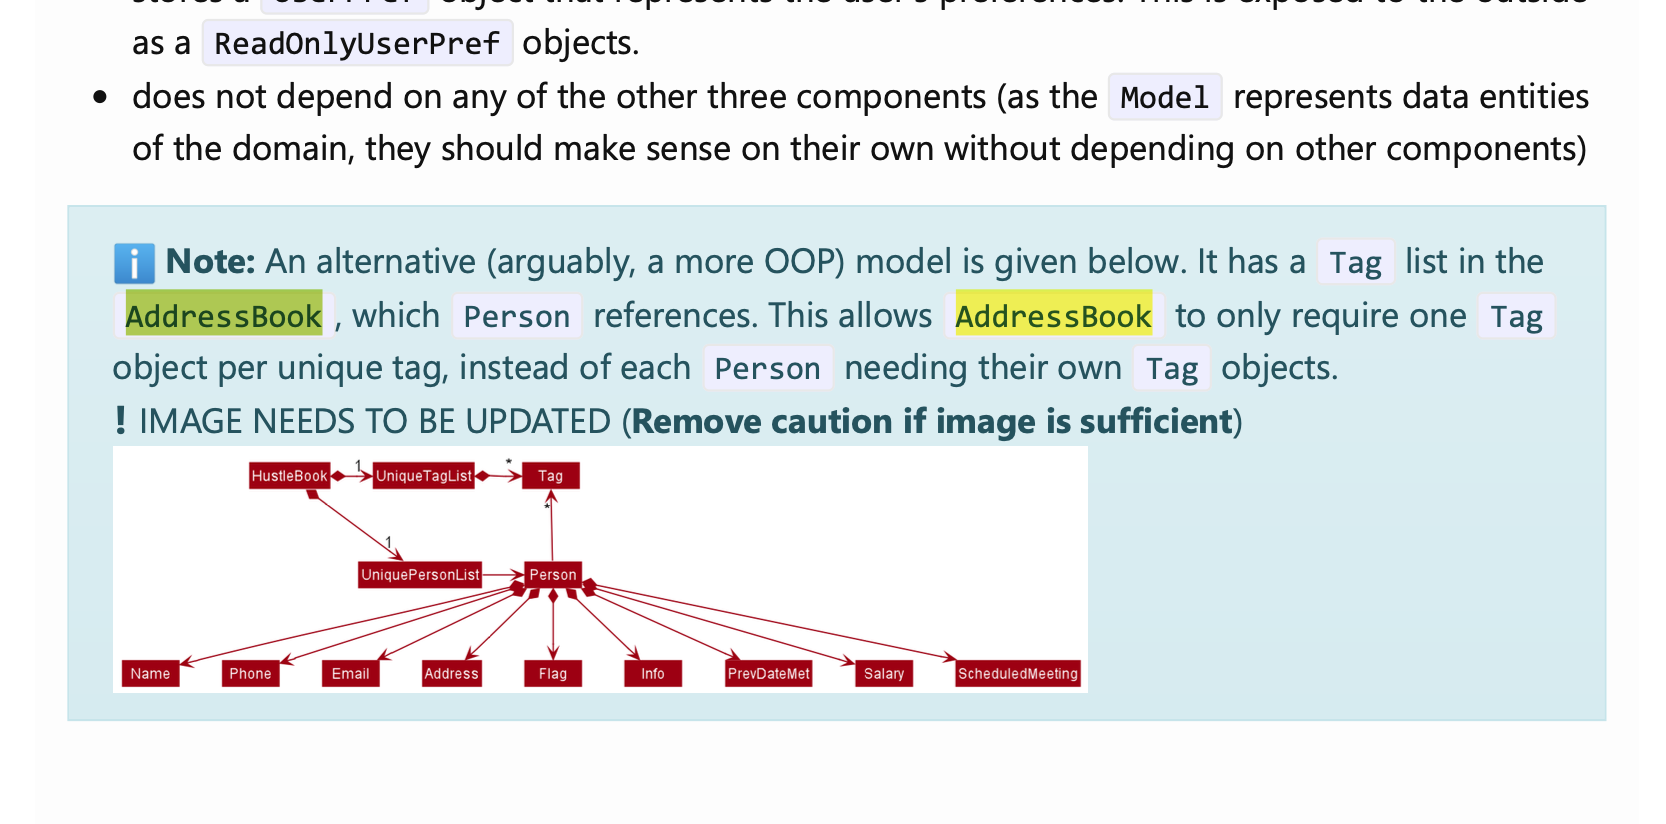 as a ReadOnlyUserPref objects.
• does not depend on any of the other three components (as the Model represents data entities
of the domain, they should make sense on their own without depending on other components)
Note: An alternative (arguably, a more OOP) model is given below. It has a Tag list in the
AddressBook, which Person references. This allows AddressBook to only require one Tag
object per unique tag, instead of each Person needing their own Tag objects.
! IMAGE NEEDS TO BE UPDATED (Remove caution if image is sufficient)
HustleBook 1 UniqueTagList * Tag
*
1
UniquePersonList Person
Name Phone Email Address Flag Info PrevDateMet Salary ScheduledMeeting